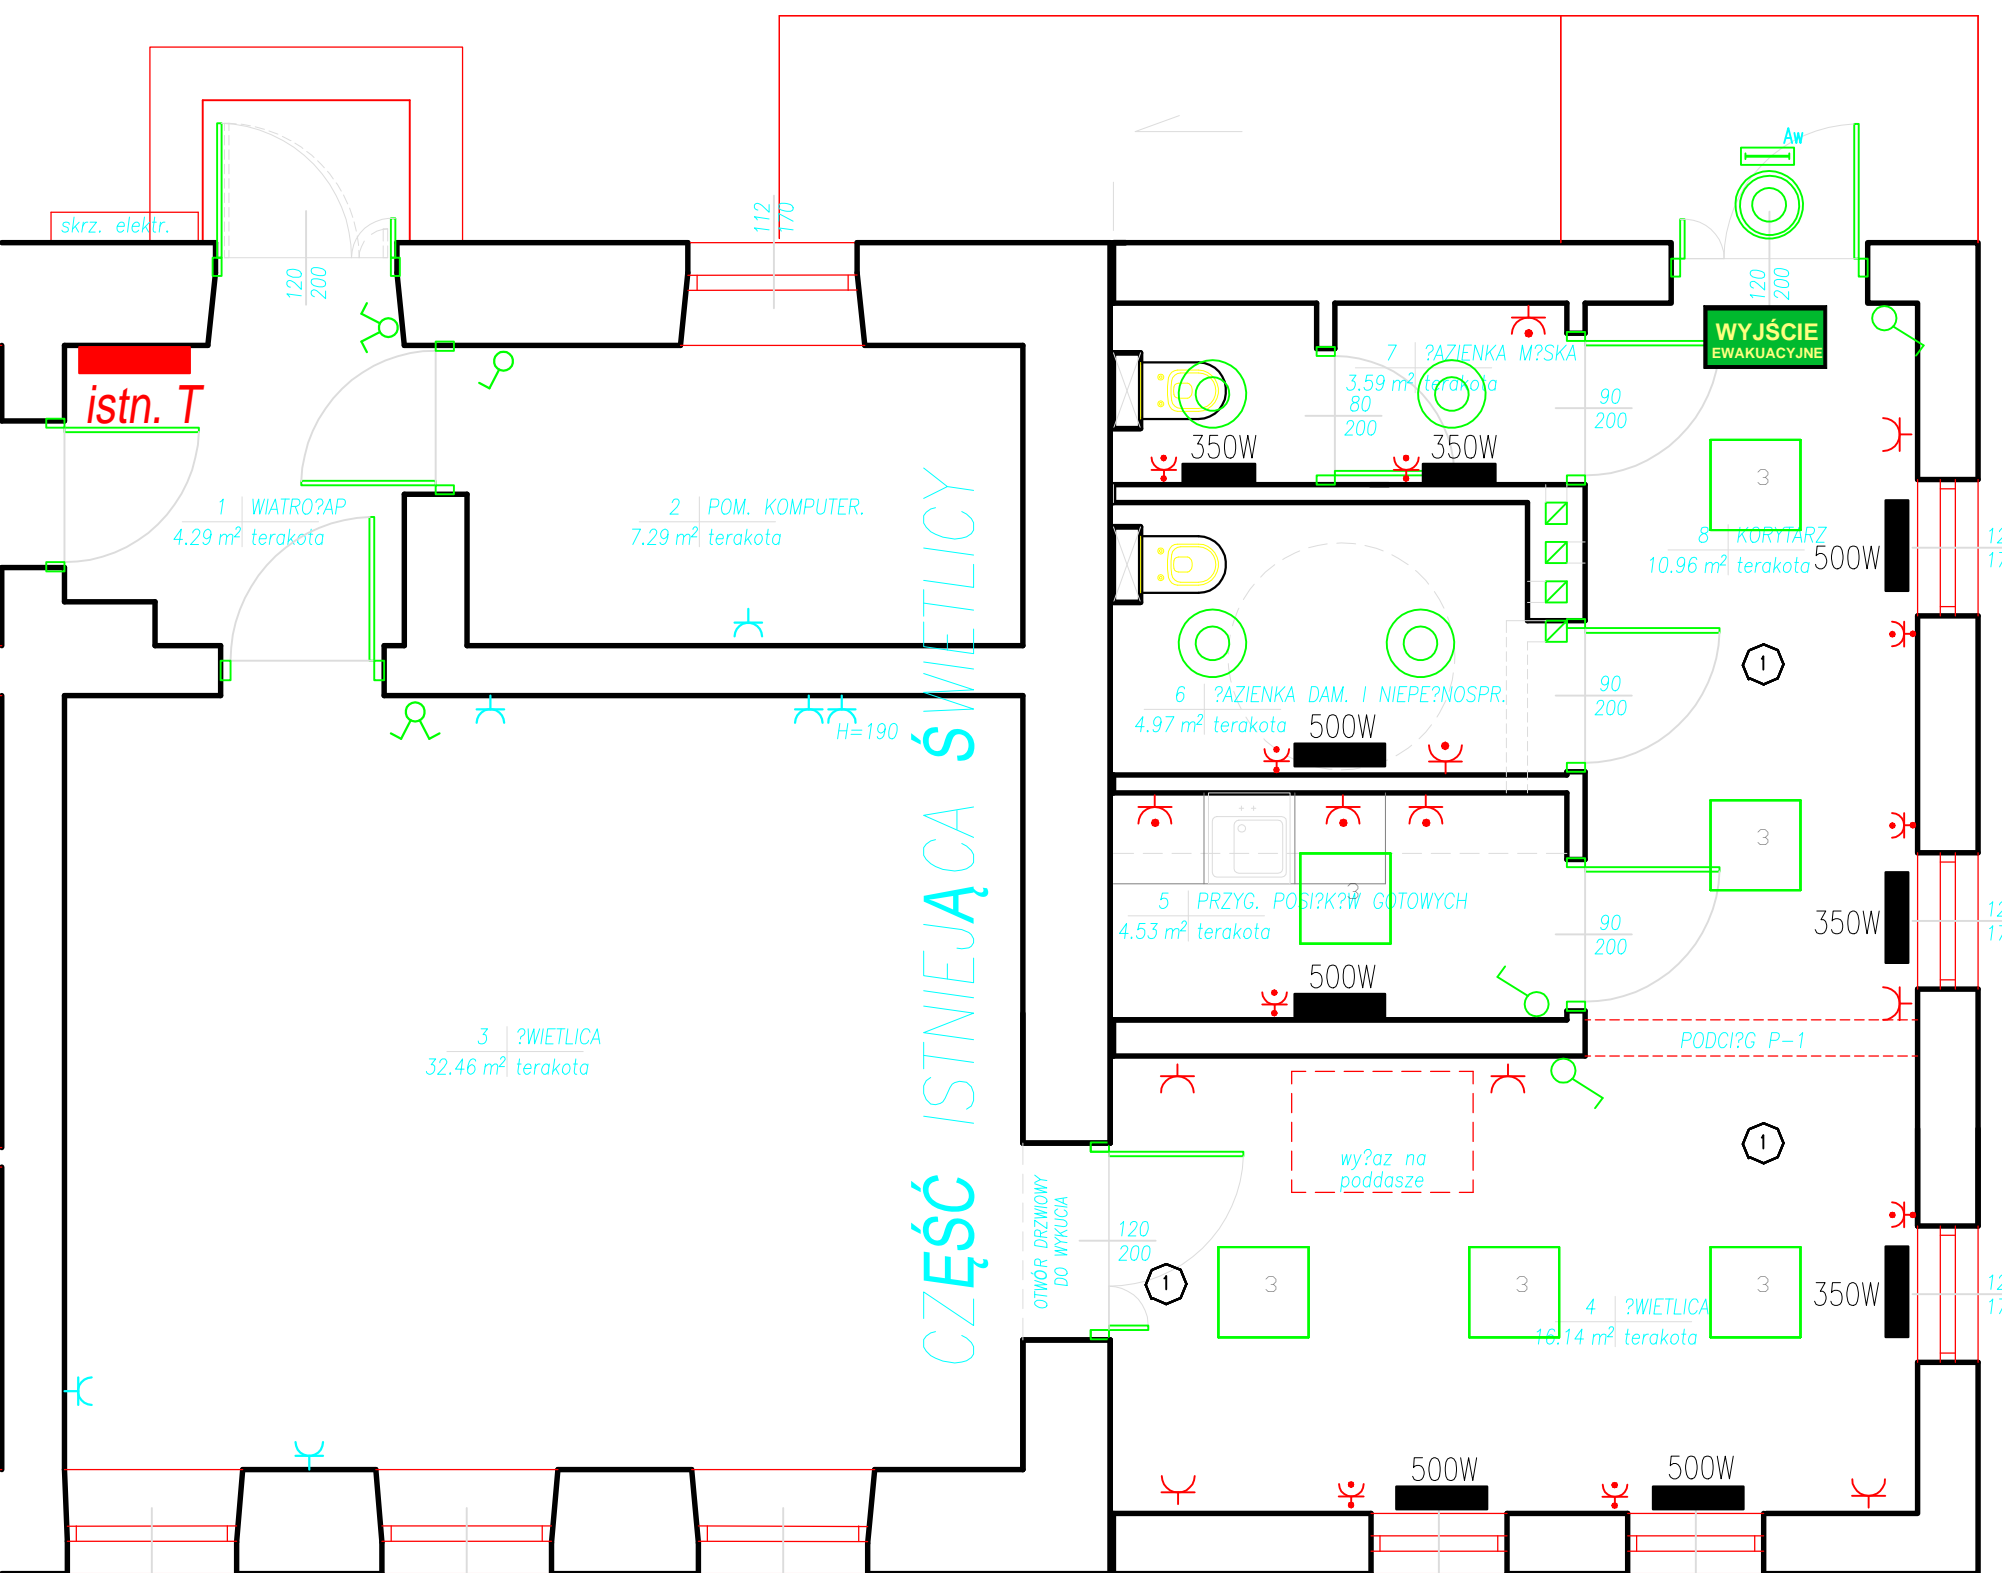 Aw
skrz. elektr.
112
170
120
200
120
200
WYJŚCIE
EWAKUACYJNE
istn. T
7 ?AZIENKA M?SKA
3.59 m² terakota
80
200
90
200
350W
350W
3
1 WIATRO?AP
4.29 m² terakota
2 POM. KOMPUTER.
7.29 m² terakota
8 KORYTARZ
10.96 m² terakota
500W
1
6 ?AZIENKA DAM. I NIEPE?NOSPR.
4.97 m² terakota
90
200
500W
H=190
CZĘŚĆ ISTNIEJĄCA ŚWIETLICY
3
3
5 PRZYG. POSI?K?W GOTOWYCH
4.53 m² terakota
90
200
350W
500W
3 ?WIETLICA
32.46 m² terakota
PODCI?G P-1
1
wy?az na
poddasze
OTWÓR DRZWIOWY
DO WYKUCIA
120
200
1
3
3
3
350W
4 ?WIETLICA
16.14 m² terakota
500W
500W